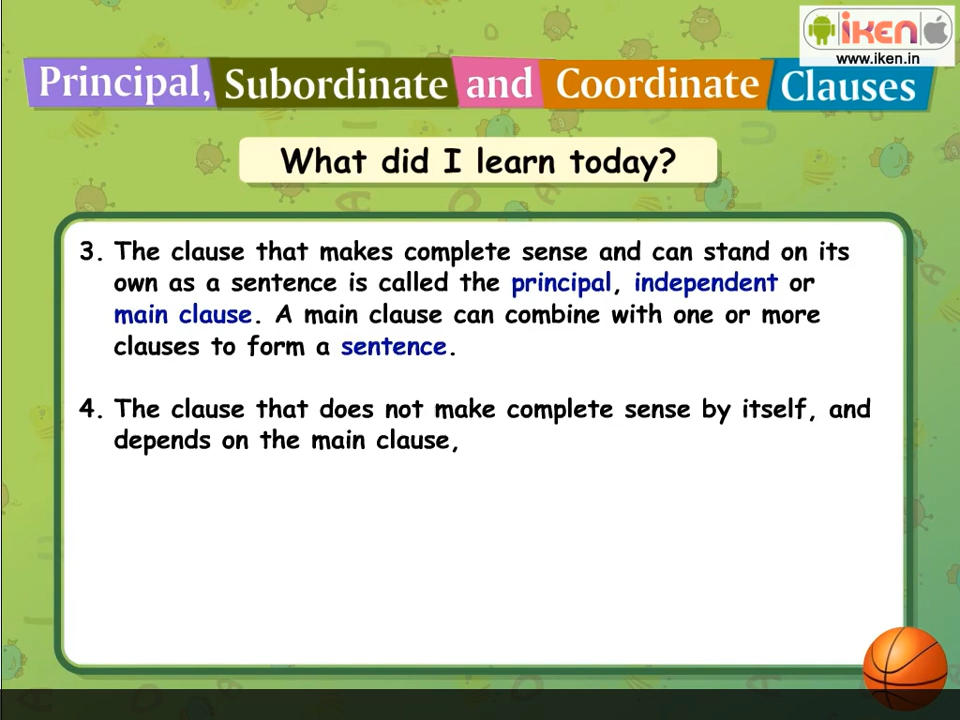 iken
www.iken.in
Principal, Subordinate and Coordinate Clauses
What did I learn today?
3. The clause that makes complete sense and can stand on its
own as a sentence is called the principal, independent or
main clause. A main clause can combine with one or more
clauses to form a sentence.
4. The clause that does not make complete sense by itself, and
depends on the main clause,